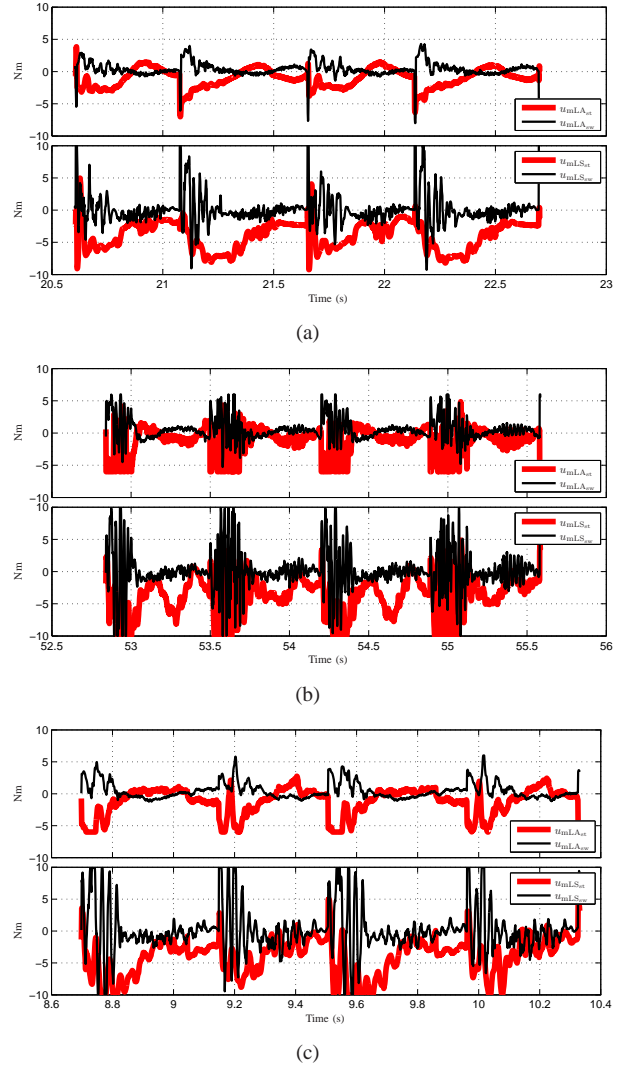 10
5
0
−5
−10
Nm
u_mLA_st
u_mLA_sw
10
5
0
−5
−10
Nm
u_mLS_st
u_mLS_sw
20.5 21 21.5 22 22.5 23
Time (s)
(a)
10
5
0
−5
−10
Nm
u_mLA_st
u_mLA_sw
10
5
0
−5
−10
Nm
u_mLS_st
u_mLS_sw
52.5 53 53.5 54 54.5 55 55.5 56
Time (s)
(b)
10
5
0
−5
−10
Nm
u_mLA_st
u_mLA_sw
10
5
0
−5
−10
Nm
u_mLS_st
u_mLS_sw
8.6 8.8 9 9.2 9.4 9.6 9.8 10 10.2 10.4
Time (s)
(c)